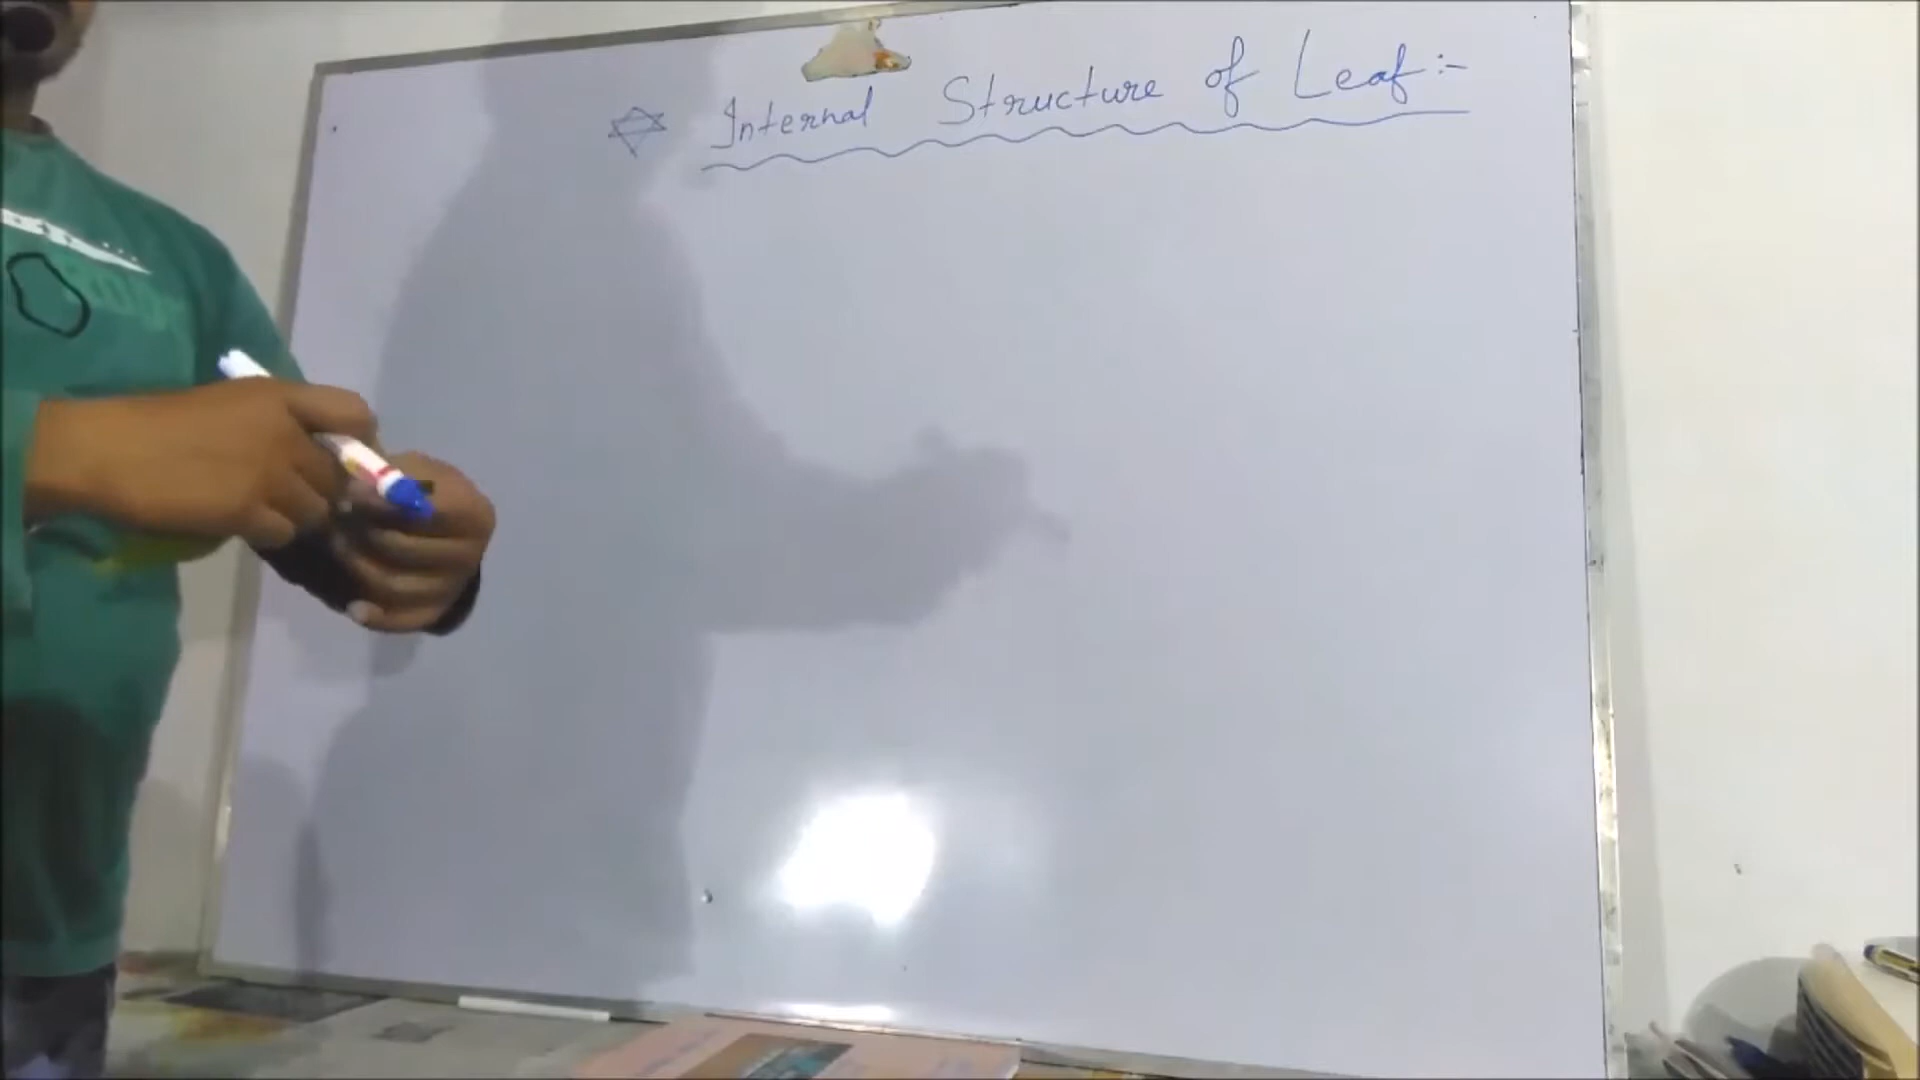 Internal Structure of Leaf :-